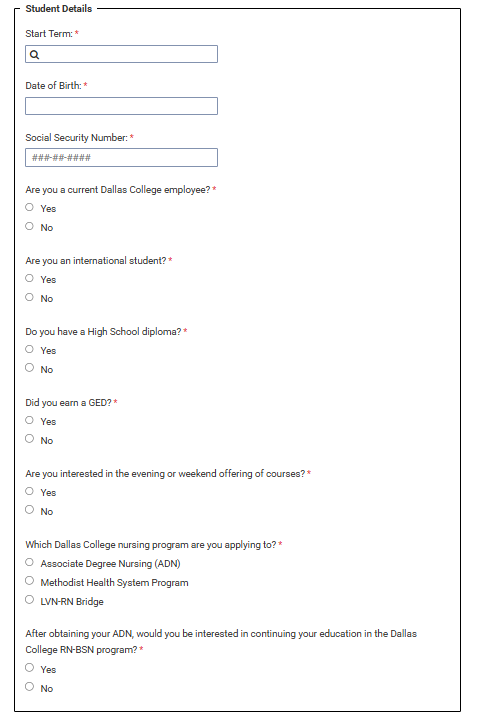 Student Details
Start Term: *
Date of Birth: *
Social Security Number: *
###-##-####
Are you a current Dallas College employee? *
Yes
No
Are you an international student? *
Yes
No
Do you have a High School diploma? *
Yes
No
Did you earn a GED? *
Yes
No
Are you interested in the evening or weekend offering of courses? *
Yes
No
Which Dallas College nursing program are you applying to? *
Associate Degree Nursing (ADN)
Methodist Health System Program
LVN-RN Bridge
After obtaining your ADN, would you be interested in continuing your education in the Dallas
College RN-BSN program? *
Yes
No